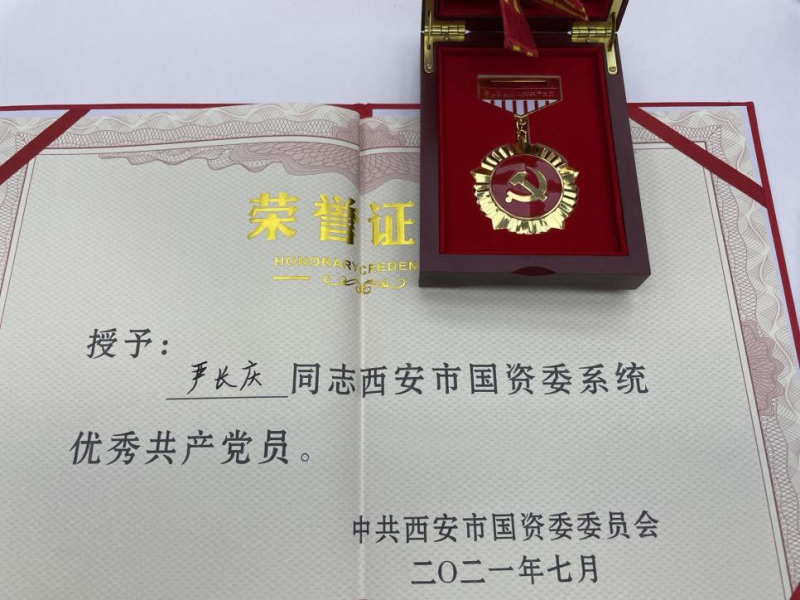 荣誉证
HONORARY CREDEN
授予：
严长庆 同志西安市国资委系统
优秀共产党员。
中共西安市国资委委员会
二〇二一年七月